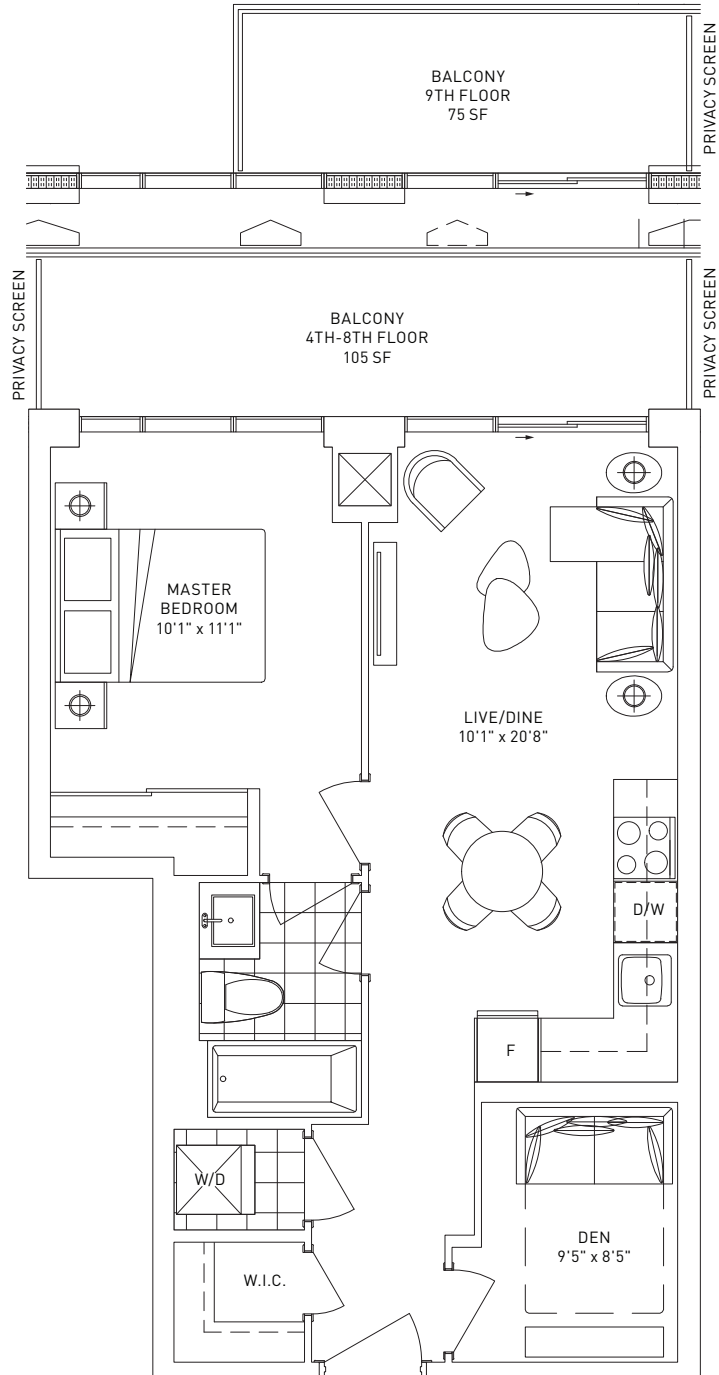 BALCONY
9TH FLOOR
75 SF
PRIVACY SCREEN
PRIVACY SCREEN
BALCONY
4TH-8TH FLOOR
105 SF
PRIVACY SCREEN
MASTER
BEDROOM
10'1" x 11'1"
LIVE/DINE
10'1" x 20'8"
D/W
F
W/D
DEN
9'5" x 8'5"
W.I.C.